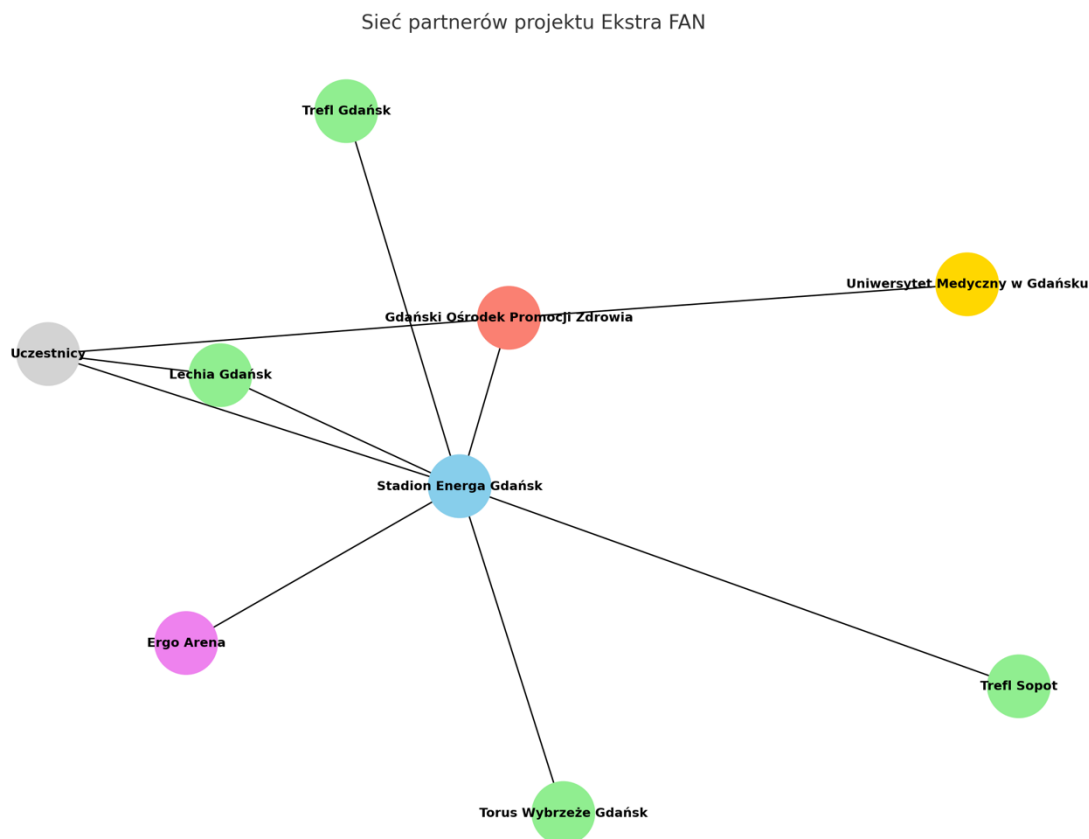 Sieć partnerów projektu Ekstra FAN
Trefl Gdańsk
Uniwersytet Medyczny w Gdańsku
Gdański Ośrodek Promocji Zdrowia
Uczestnicy
Lechia Gdańsk
Stadion Energa Gdańsk
Ergo Arena
Trefl Sopot
Torus Wybrzeże Gdańsk